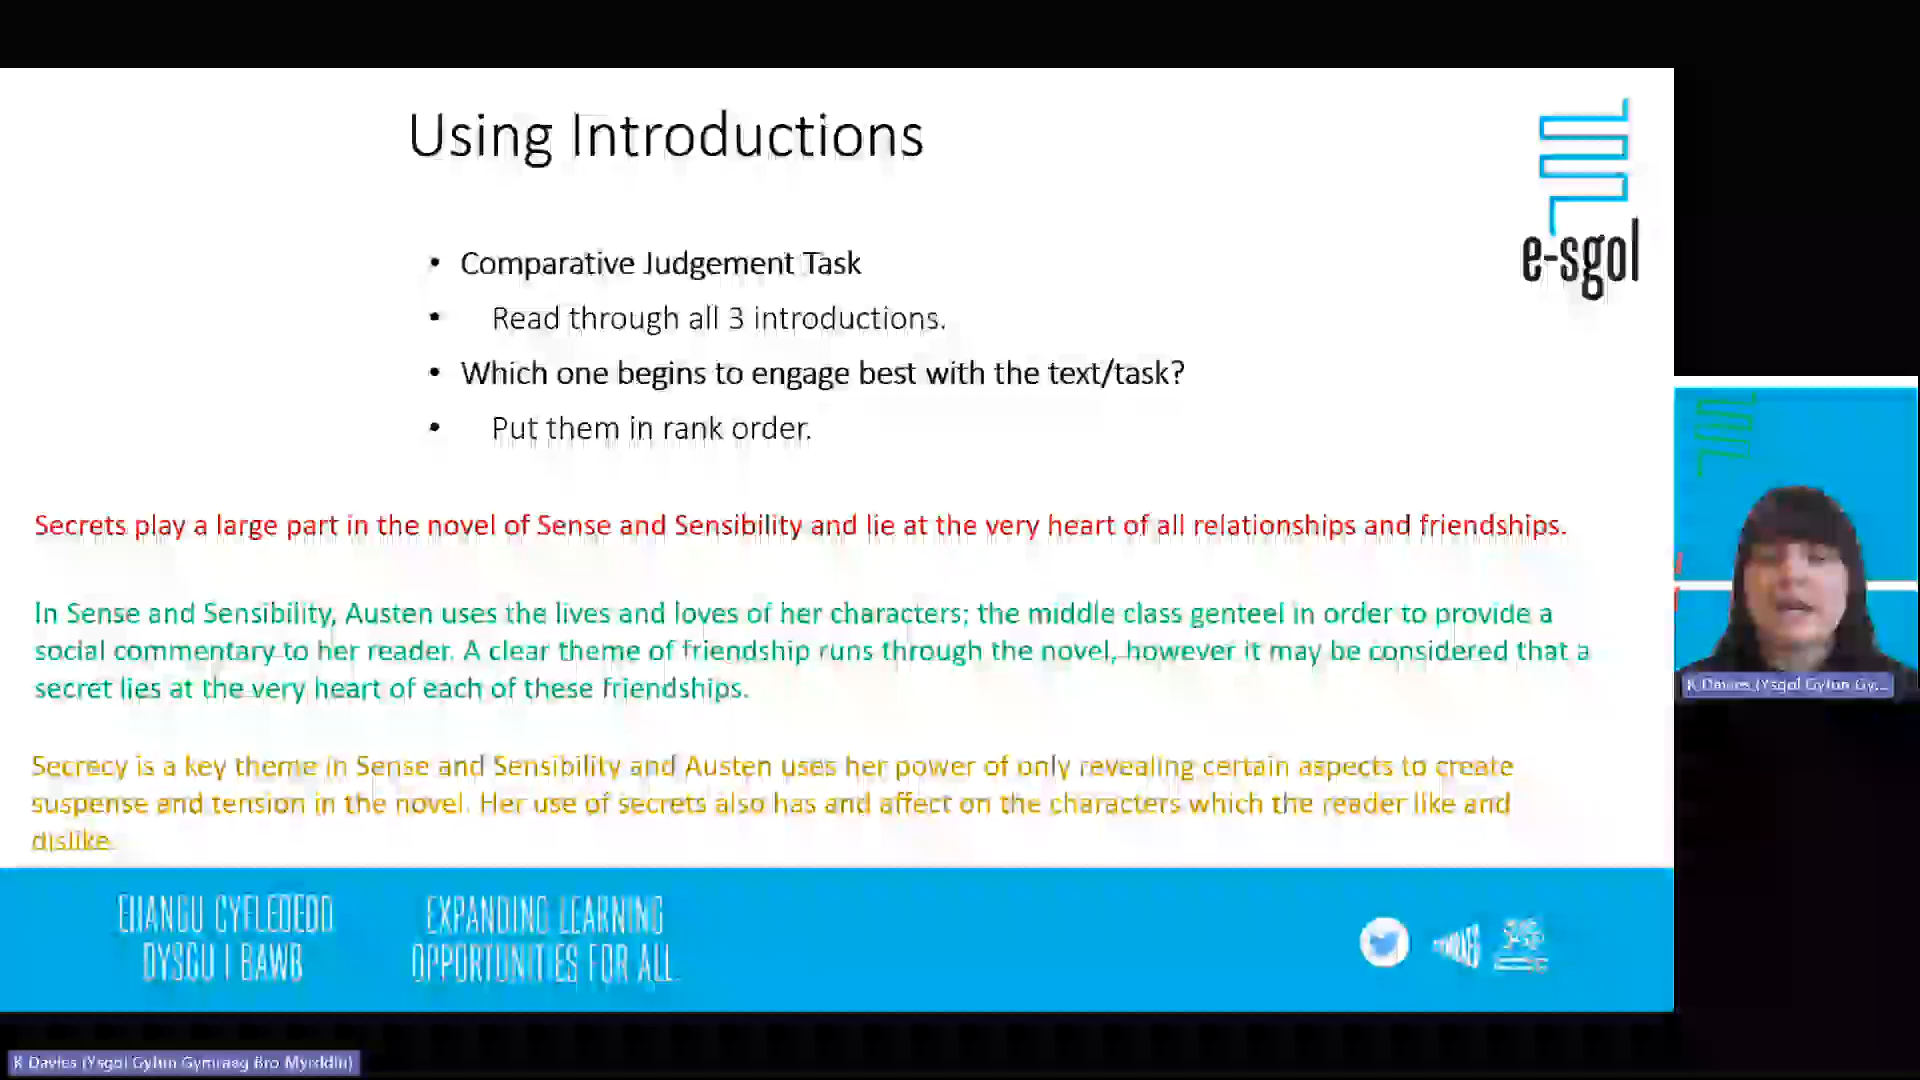 Using Introductions
e-sgol
• Comparative Judgement Task
• Read through all 3 introductions.
• Which one begins to engage best with the text/task?
• Put them in rank order.
Secrets play a large part in the novel of Sense and Sensibility and lie at the very heart of all relationships and friendships.
In Sense and Sensibility, Austen uses the lives and loves of her characters; the middle class genteel in order to provide a
social commentary to her reader. A clear theme of friendship runs through the novel, however it may be considered that a
secret lies at the very heart of each of these friendships.
Secrecy is a key theme in Sense and Sensibility and Austen uses her power of only revealing certain aspects to create
suspense and tension in the novel. Her use of secrets also has and affect on the characters which the reader like and
dislike.
K Davies (Ysgol Gyfun Gy...
EHANGU CYFLEOEDD
DYSGU I BAWB
EXPANDING LEARNING
OPPORTUNITIES FOR ALL
K Davies (Ysgol Gyfun Gymraeg Bro Myrddin)